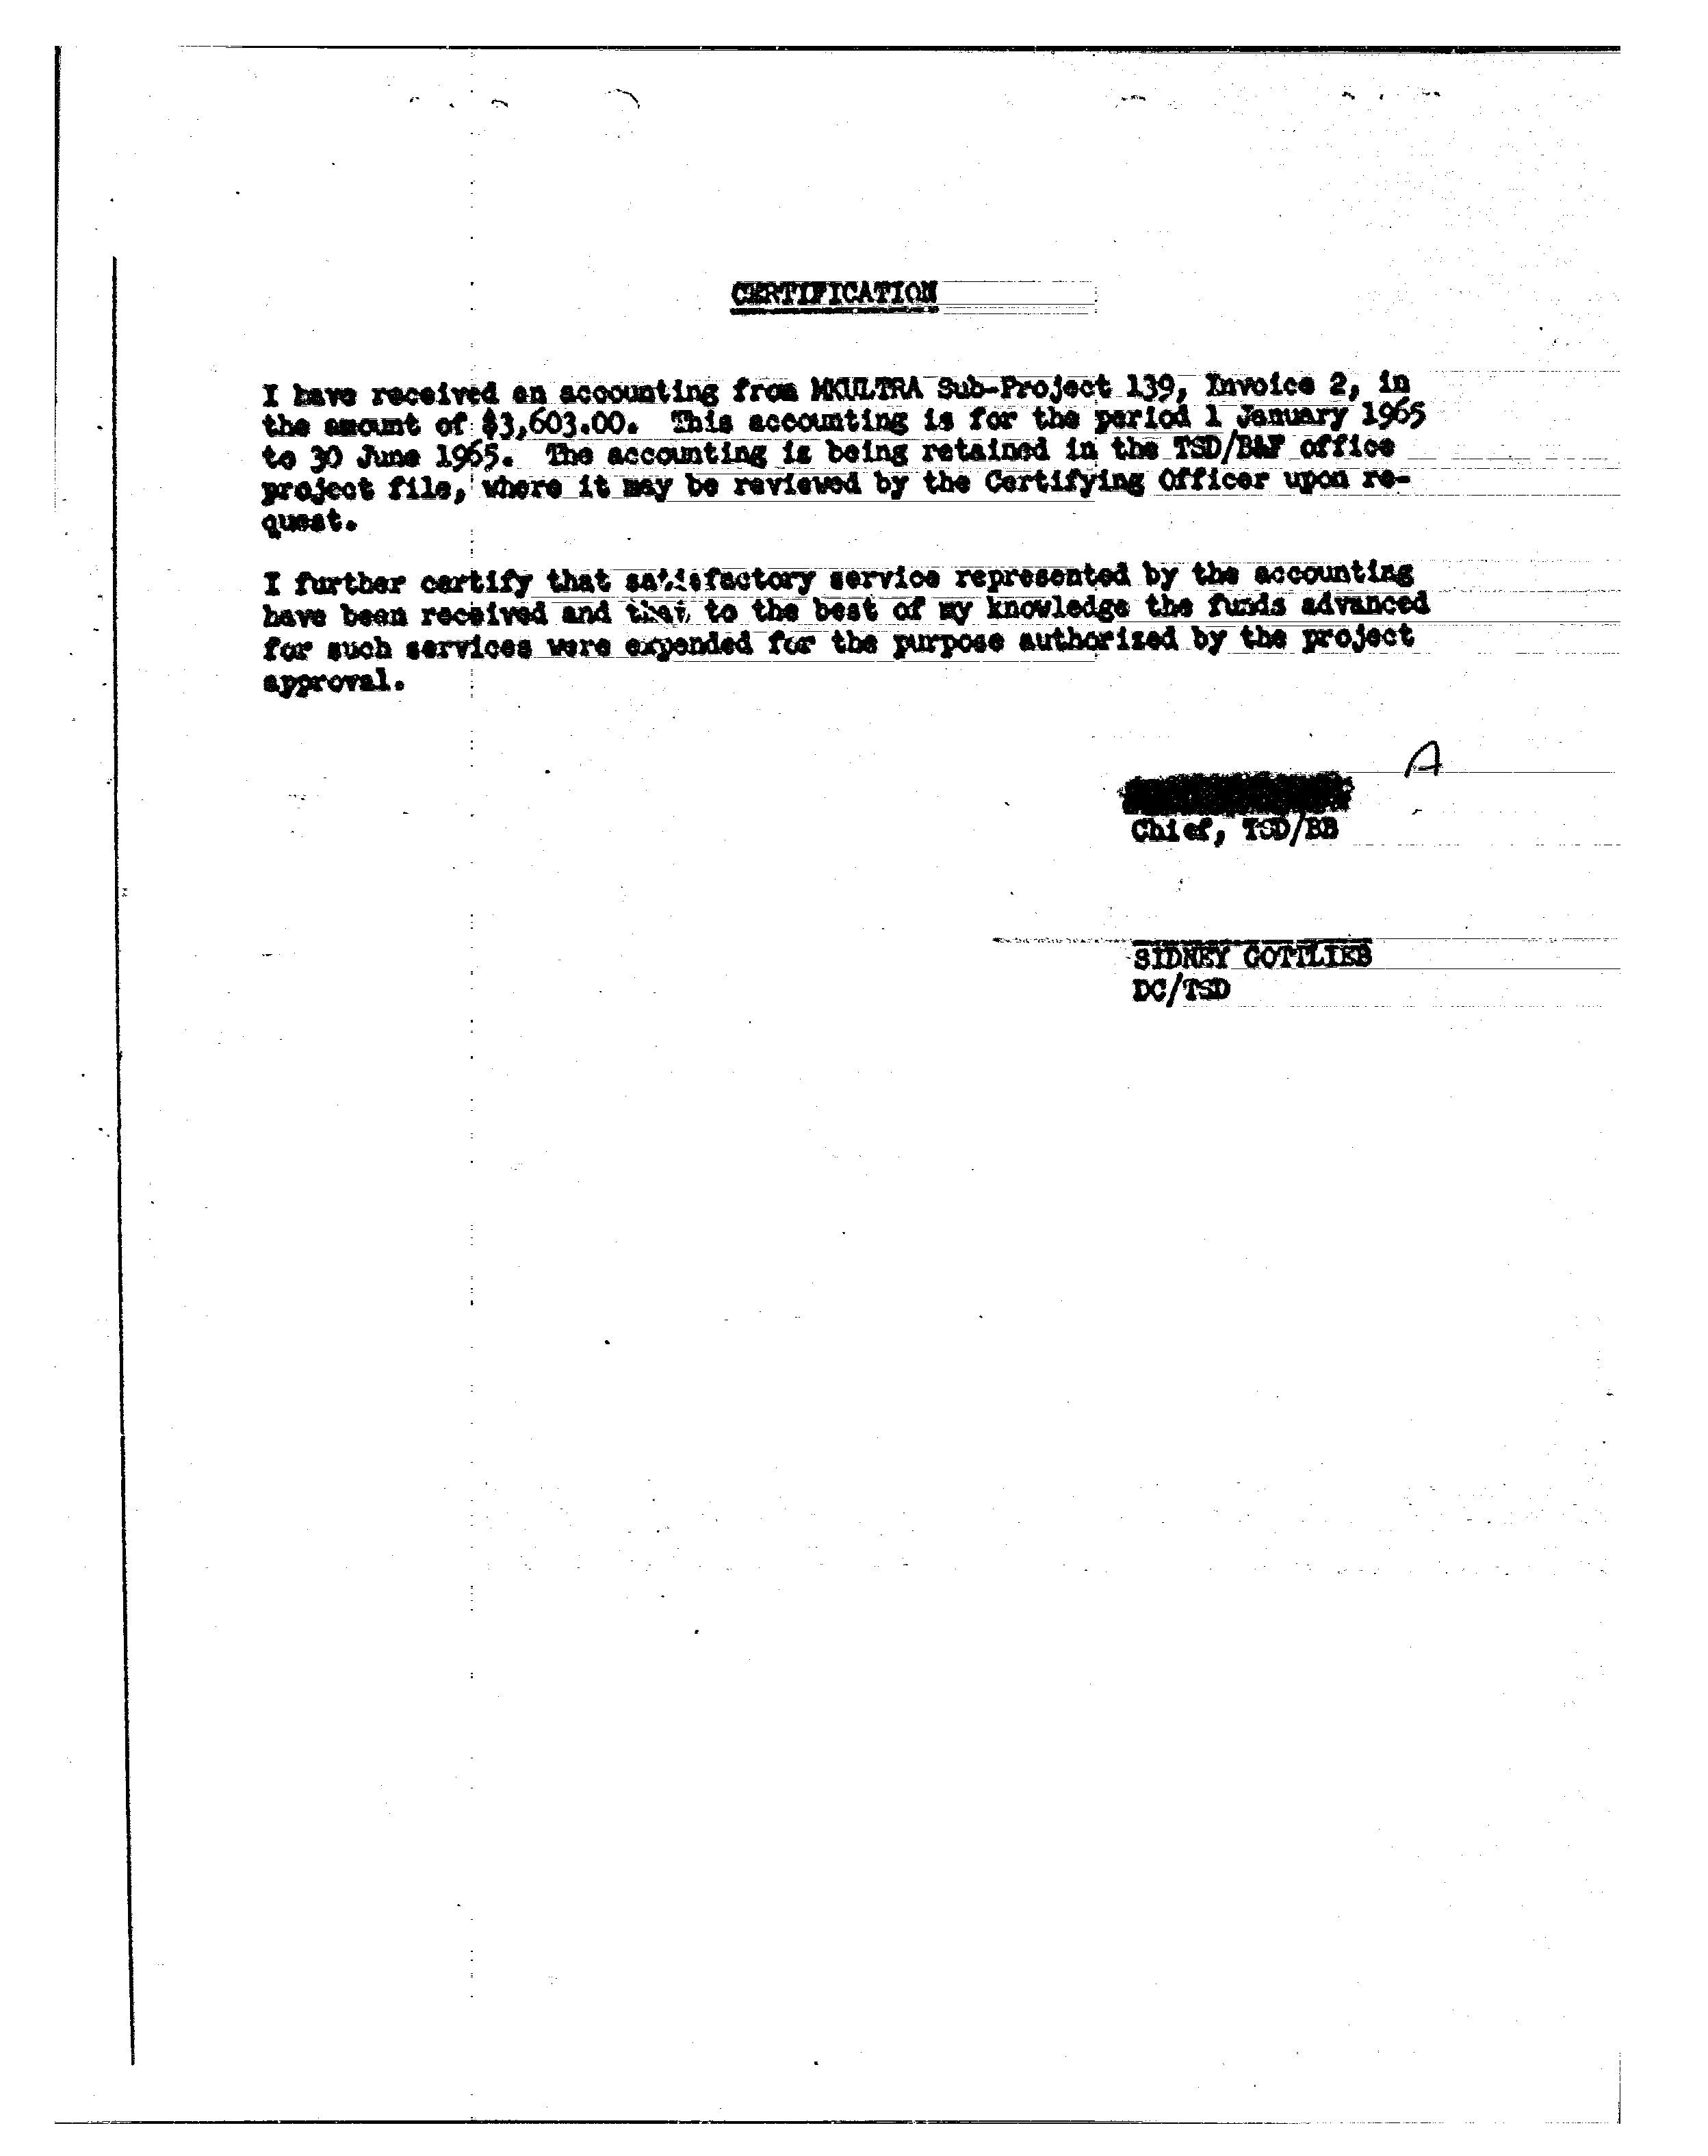 CERTIFICATION
I have received an accounting from MKULTRA Sub-Project 139, Invoice 2, in
the amount of $3,603.00. This accounting is for the period 1 January 1965
to 30 June 1965. The accounting is being retained in the TSD/B&F office
project file, where it may be reviewed by the Certifying Officer upon re-
quest.
I further certify that satisfactory service represented by the accounting
have been received and that to the best of my knowledge the funds advanced
for such services were expended for the purpose authorized by the project
approval.
A
Chief, TSD/BB
SIDNEY GOTTLIEB
DC/TSD